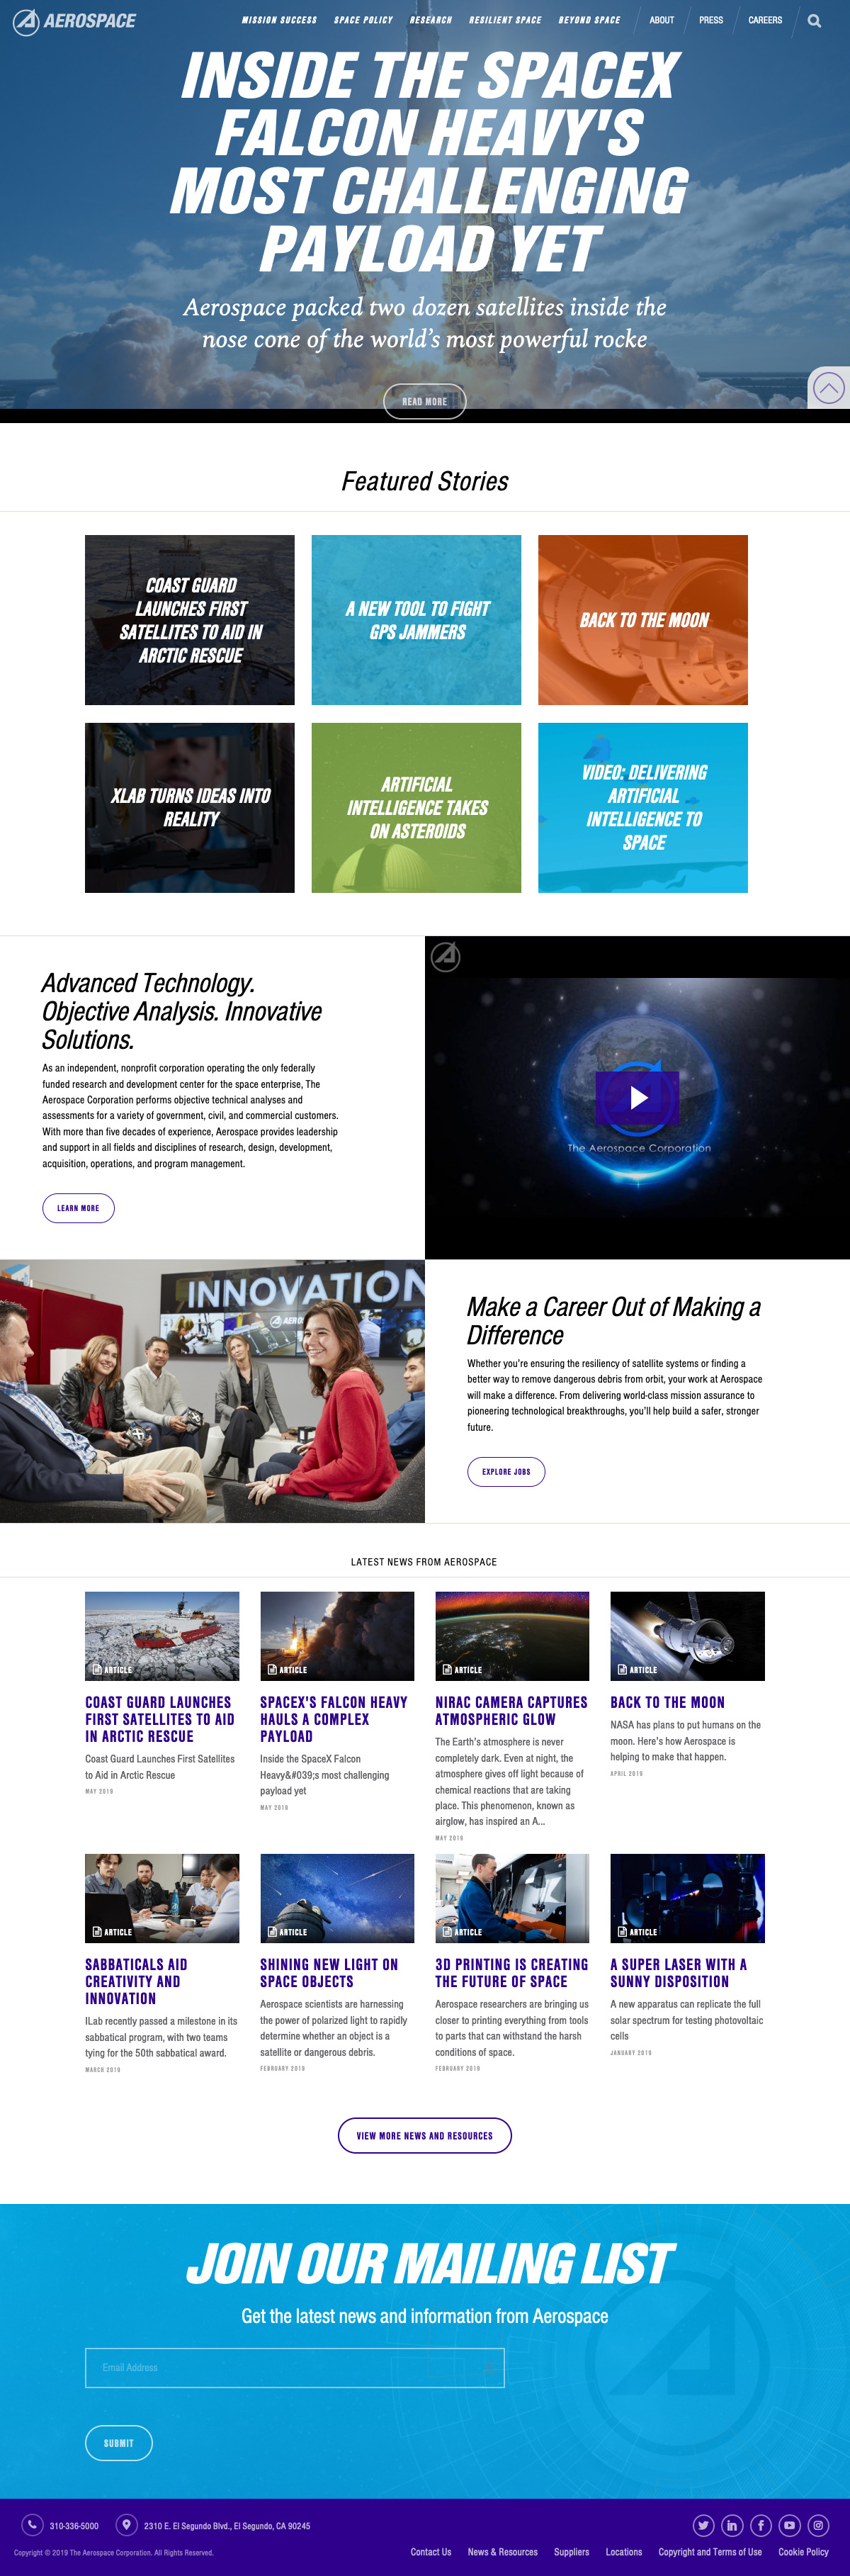 AEROSPACE
MISSION SUCCESS SPACE POLICY RESEARCH RESILIENT SPACE BEYOND SPACE ABOUT PRESS CAREERS
INSIDE THE SPACEX
FALCON HEAVY'S
MOST CHALLENGING
PAYLOAD YET
Aerospace packed two dozen satellites inside the
nose cone of the world’s most powerful rocke
READ MORE
Featured Stories
COAST GUARD
LAUNCHES FIRST
SATELLITES TO AID IN
ARCTIC RESCUE
A NEW TOOL TO FIGHT
GPS JAMMERS
BACK TO THE MOON
XLAB TURNS IDEAS INTO
REALITY
ARTIFICIAL
INTELLIGENCE TAKES
ON ASTEROIDS
VIDEO: DELIVERING
ARTIFICIAL
INTELLIGENCE TO
SPACE
Advanced Technology.
Objective Analysis. Innovative
Solutions.
As an independent, nonprofit corporation operating the only federally
funded research and development center for the space enterprise, The
Aerospace Corporation performs objective technical analyses and
assessments for a variety of government, civil, and commercial customers.
With more than five decades of experience, Aerospace provides leadership
and support in all fields and disciplines of research, design, development,
acquisition, operations, and program management.
LEARN MORE
The Aerospace Corporation
INNOVATION
AEROS
Make a Career Out of Making a
Difference
Whether you’re ensuring the resiliency of satellite systems or finding a
better way to remove dangerous debris from orbit, your work at Aerospace
will make a difference. From delivering world-class mission assurance to
pioneering technological breakthroughs, you’ll help build a safer, stronger
future.
EXPLORE JOBS
LATEST NEWS FROM AEROSPACE
ARTICLE
COAST GUARD LAUNCHES
FIRST SATELLITES TO AID
IN ARCTIC RESCUE
Coast Guard Launches First Satellites
to Aid in Arctic Rescue
MAY 2019
ARTICLE
SPACEX'S FALCON HEAVY
HAULS A COMPLEX
PAYLOAD
Inside the SpaceX Falcon
Heavy&#039;s most challenging
payload yet
MAY 2019
ARTICLE
NIRAC CAMERA CAPTURES
ATMOSPHERIC GLOW
The Earth’s atmosphere is never
completely dark. Even at night, the
atmosphere gives off light because of
chemical reactions that are taking
place. This phenomenon, known as
airglow, has inspired an A...
MAY 2019
ARTICLE
BACK TO THE MOON
NASA has plans to put humans on the
moon. Here’s how Aerospace is
helping to make that happen.
APRIL 2019
ARTICLE
SABBATICALS AID
CREATIVITY AND
INNOVATION
ILab recently passed a milestone in its
sabbatical program, with two teams
tying for the 50th sabbatical award.
MARCH 2019
ARTICLE
SHINING NEW LIGHT ON
SPACE OBJECTS
Aerospace scientists are harnessing
the power of polarized light to rapidly
determine whether an object is a
satellite or dangerous debris.
FEBRUARY 2019
ARTICLE
3D PRINTING IS CREATING
THE FUTURE OF SPACE
Aerospace researchers are bringing us
closer to printing everything from tools
to parts that can withstand the harsh
conditions of space.
FEBRUARY 2019
ARTICLE
A SUPER LASER WITH A
SUNNY DISPOSITION
A new apparatus can replicate the full
solar spectrum for testing photovoltaic
cells
JANUARY 2019
VIEW MORE NEWS AND RESOURCES
JOIN OUR MAILING LIST
Get the latest news and information from Aerospace
Email Address
SUBMIT
310-336-5000 2310 E. El Segundo Blvd., El Segundo, CA 90245
Copyright © 2019 The Aerospace Corporation. All Rights Reserved.
Contact Us News & Resources Suppliers Locations Copyright and Terms of Use Cookie Policy